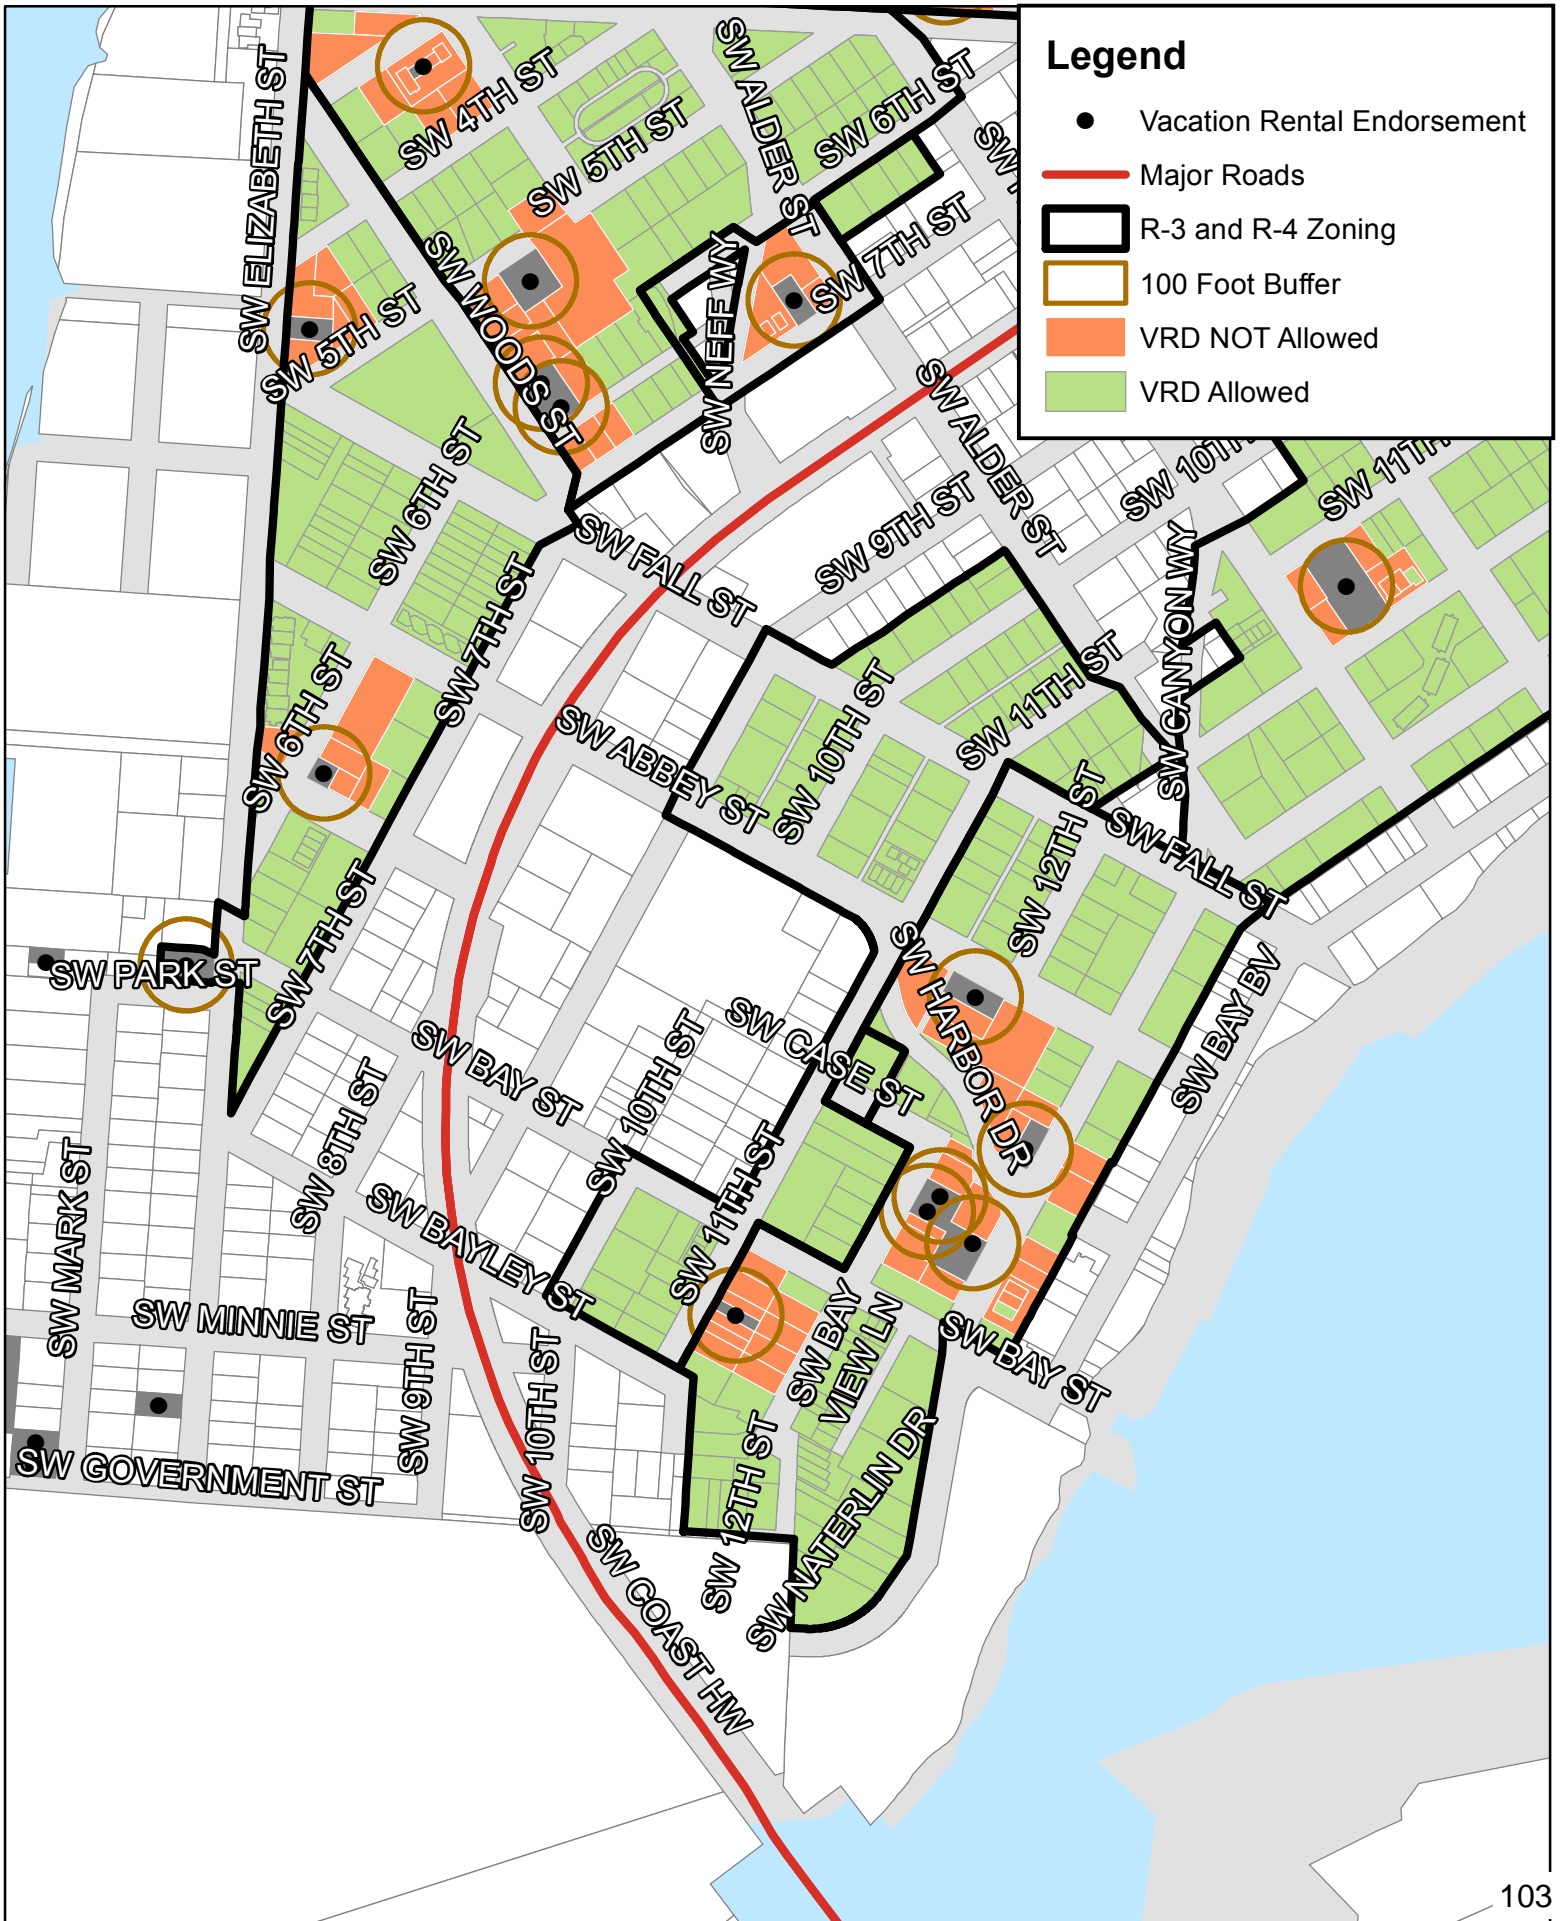 Legend
Vacation Rental Endorsement
Major Roads
R-3 and R-4 Zoning
100 Foot Buffer
VRD NOT Allowed
VRD Allowed
SW ELIZABETH ST
SW 4TH ST
SW 5TH ST
SW ALDER ST
SW 6TH ST
SW 7TH ST
SW WOODS ST
SW NEFF WY
SW 5TH ST
SW ALDER ST
SW 10TH
SW 11TH
SW 6TH ST
SW 9TH ST
SW FALL ST
SW CANYON WY
SW 7TH ST
SW 6TH ST
SW ABBEY ST
SW 10TH ST
SW 11TH ST
SW 12TH ST
SW FALL ST
SW 7TH ST
SW PARK ST
SW HARBOR DR
SW BAY BV
SW CASE ST
SW BAY ST
SW 10TH ST
SW 8TH ST
SW MARK ST
SW 11TH ST
SW BAYLEY ST
SW MINNIE ST
SW 9TH ST
SW 10TH ST
SW BAY
VIEW LN
SW BAY ST
SW GOVERNMENT ST
SW 12TH ST
SW NATERLIN DR
SW COAST HW
103